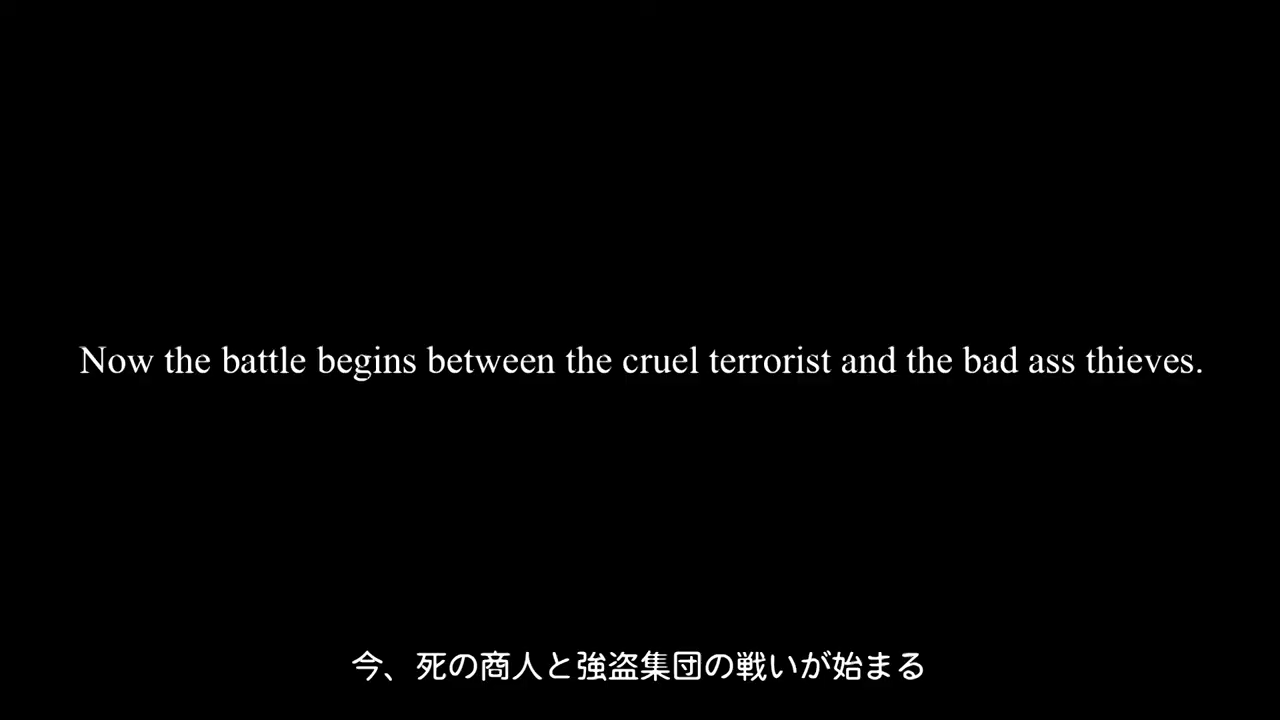 Now the battle begins between the cruel terrorist and the bad ass thieves.
今、死の商人と強盗集団の戦いが始まる